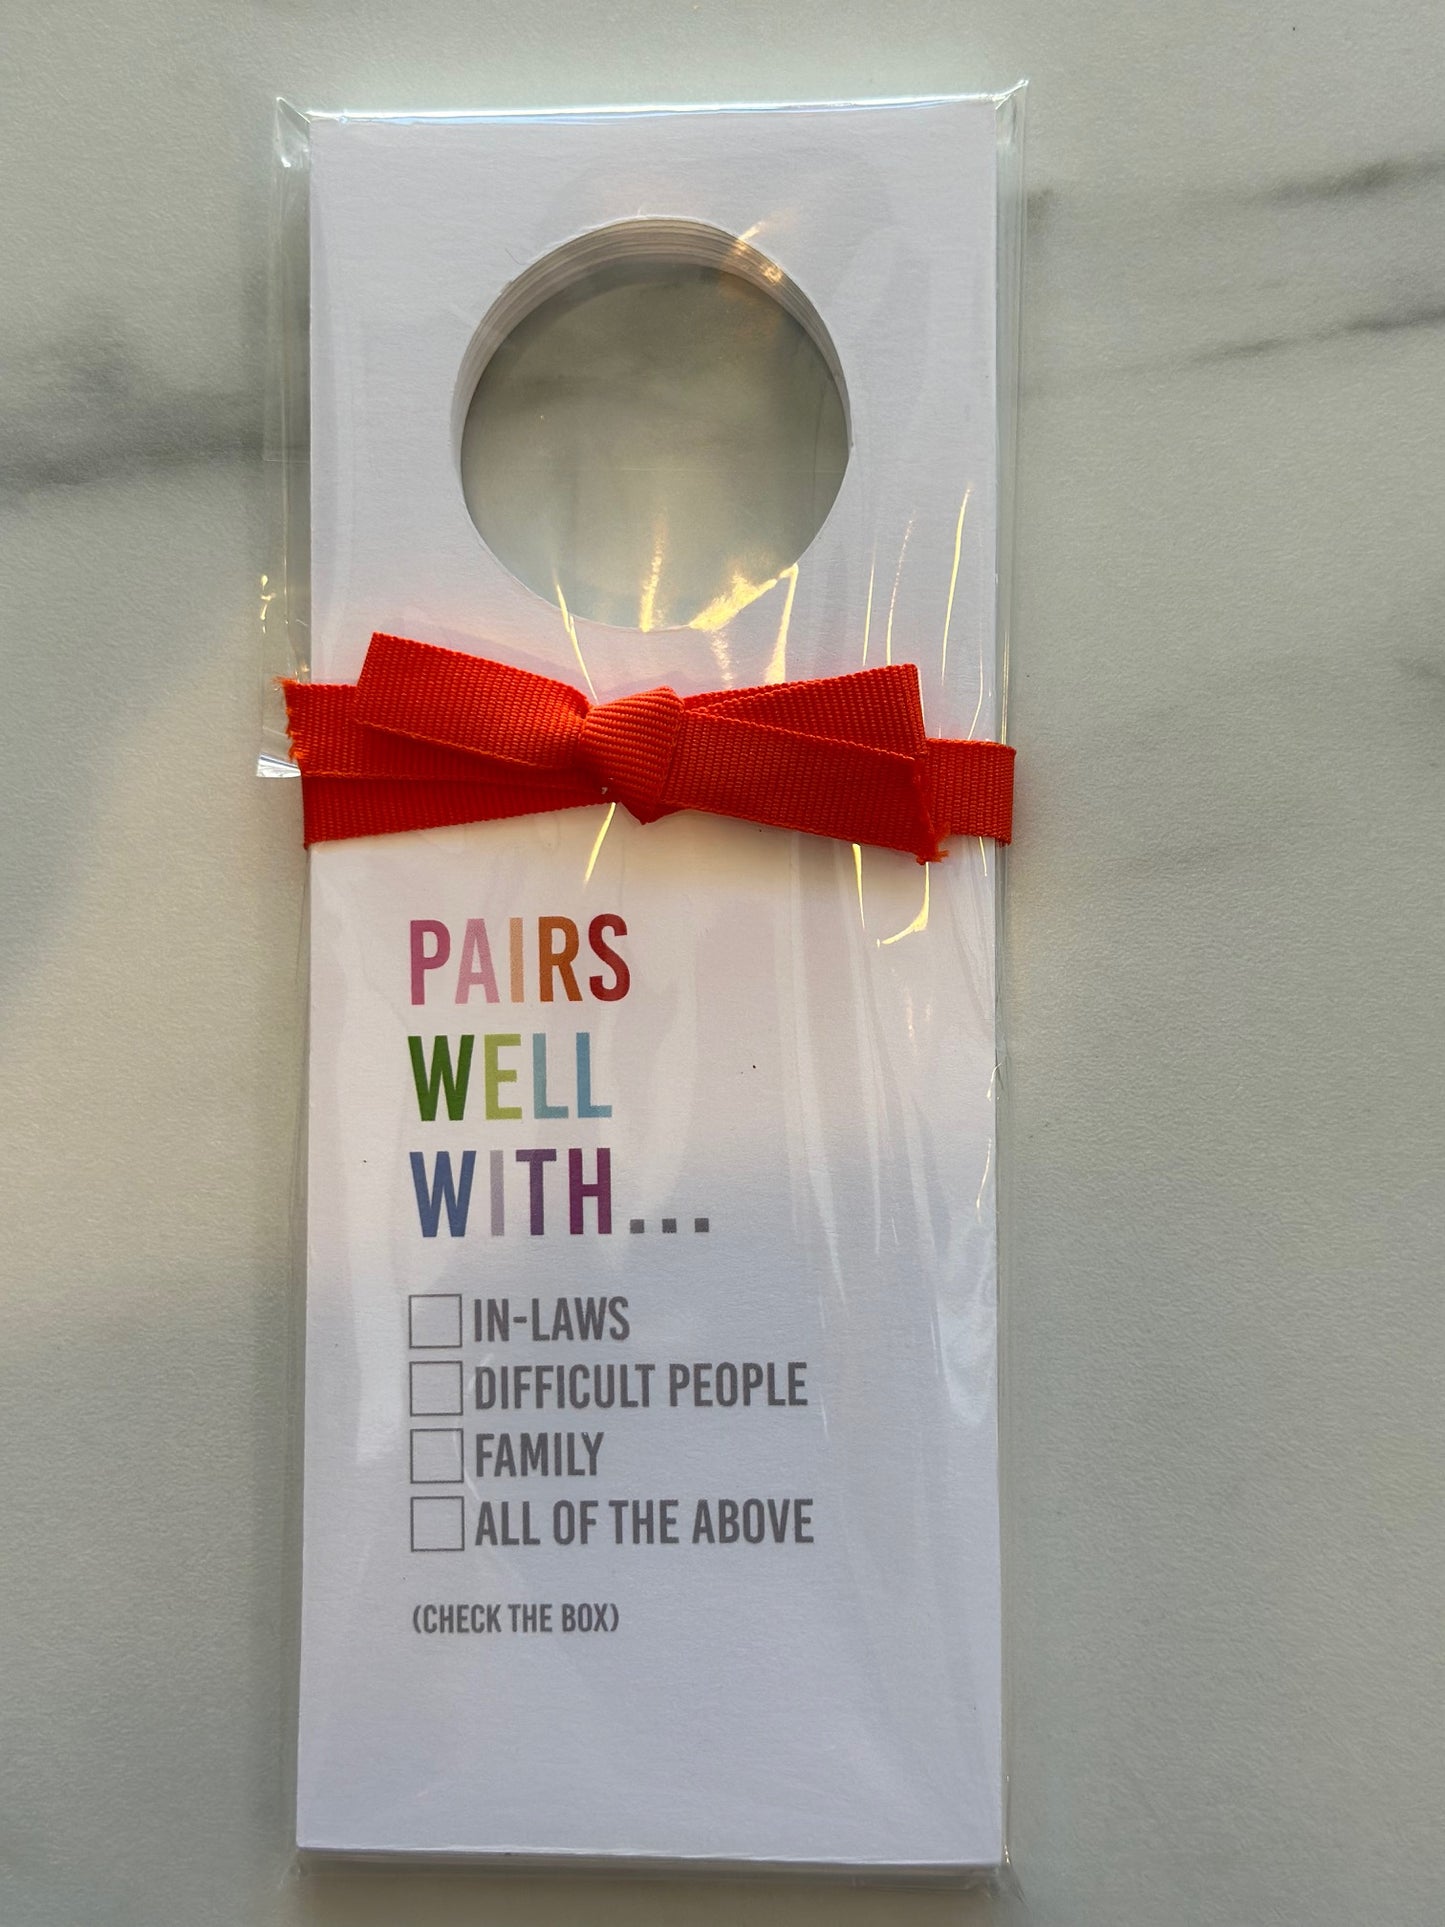 PAIRS
WELL
WITH...
IN-LAWS
DIFFICULT PEOPLE
FAMILY
ALL OF THE ABOVE
(CHECK THE BOX)